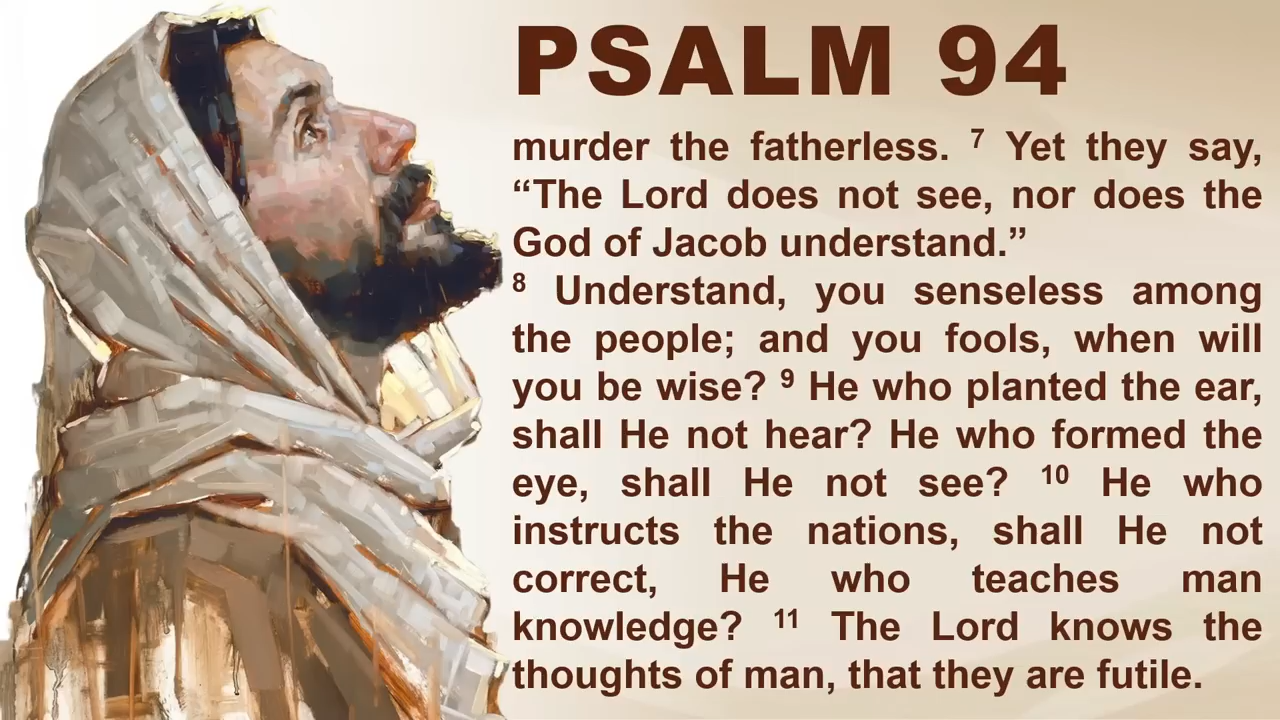 PSALM 94
murder the fatherless. ⁷ Yet they say,
“The Lord does not see, nor does the
God of Jacob understand.”
⁸ Understand, you senseless among
the people; and you fools, when will
you be wise? ⁹ He who planted the ear,
shall He not hear? He who formed the
eye, shall He not see? ¹⁰ He who
instructs the nations, shall He not
correct, He who teaches man
knowledge? ¹¹ The Lord knows the
thoughts of man, that they are futile.